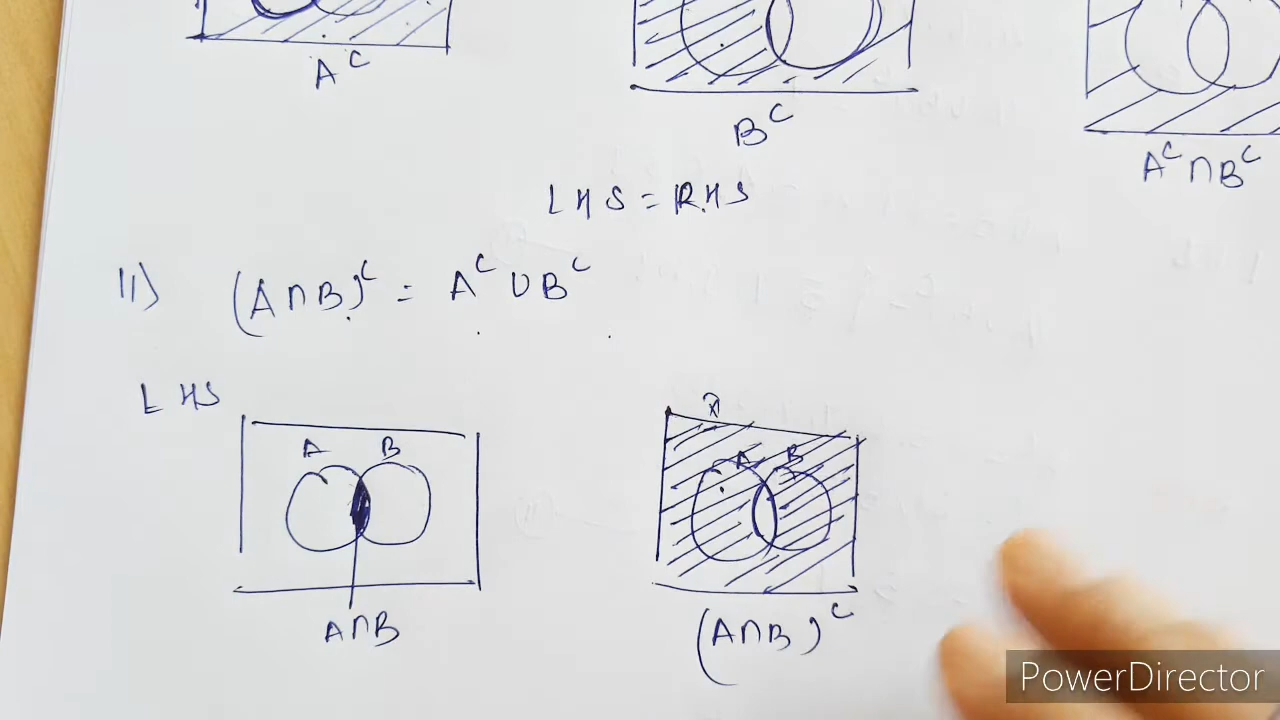 A^C
B^C
A^C ∩ B^C
LHS = RHS
II) (A∩B)^C = A^C ∪ B^C
LHS
A B
A B
A∩B
(A∩B)^C
PowerDirector